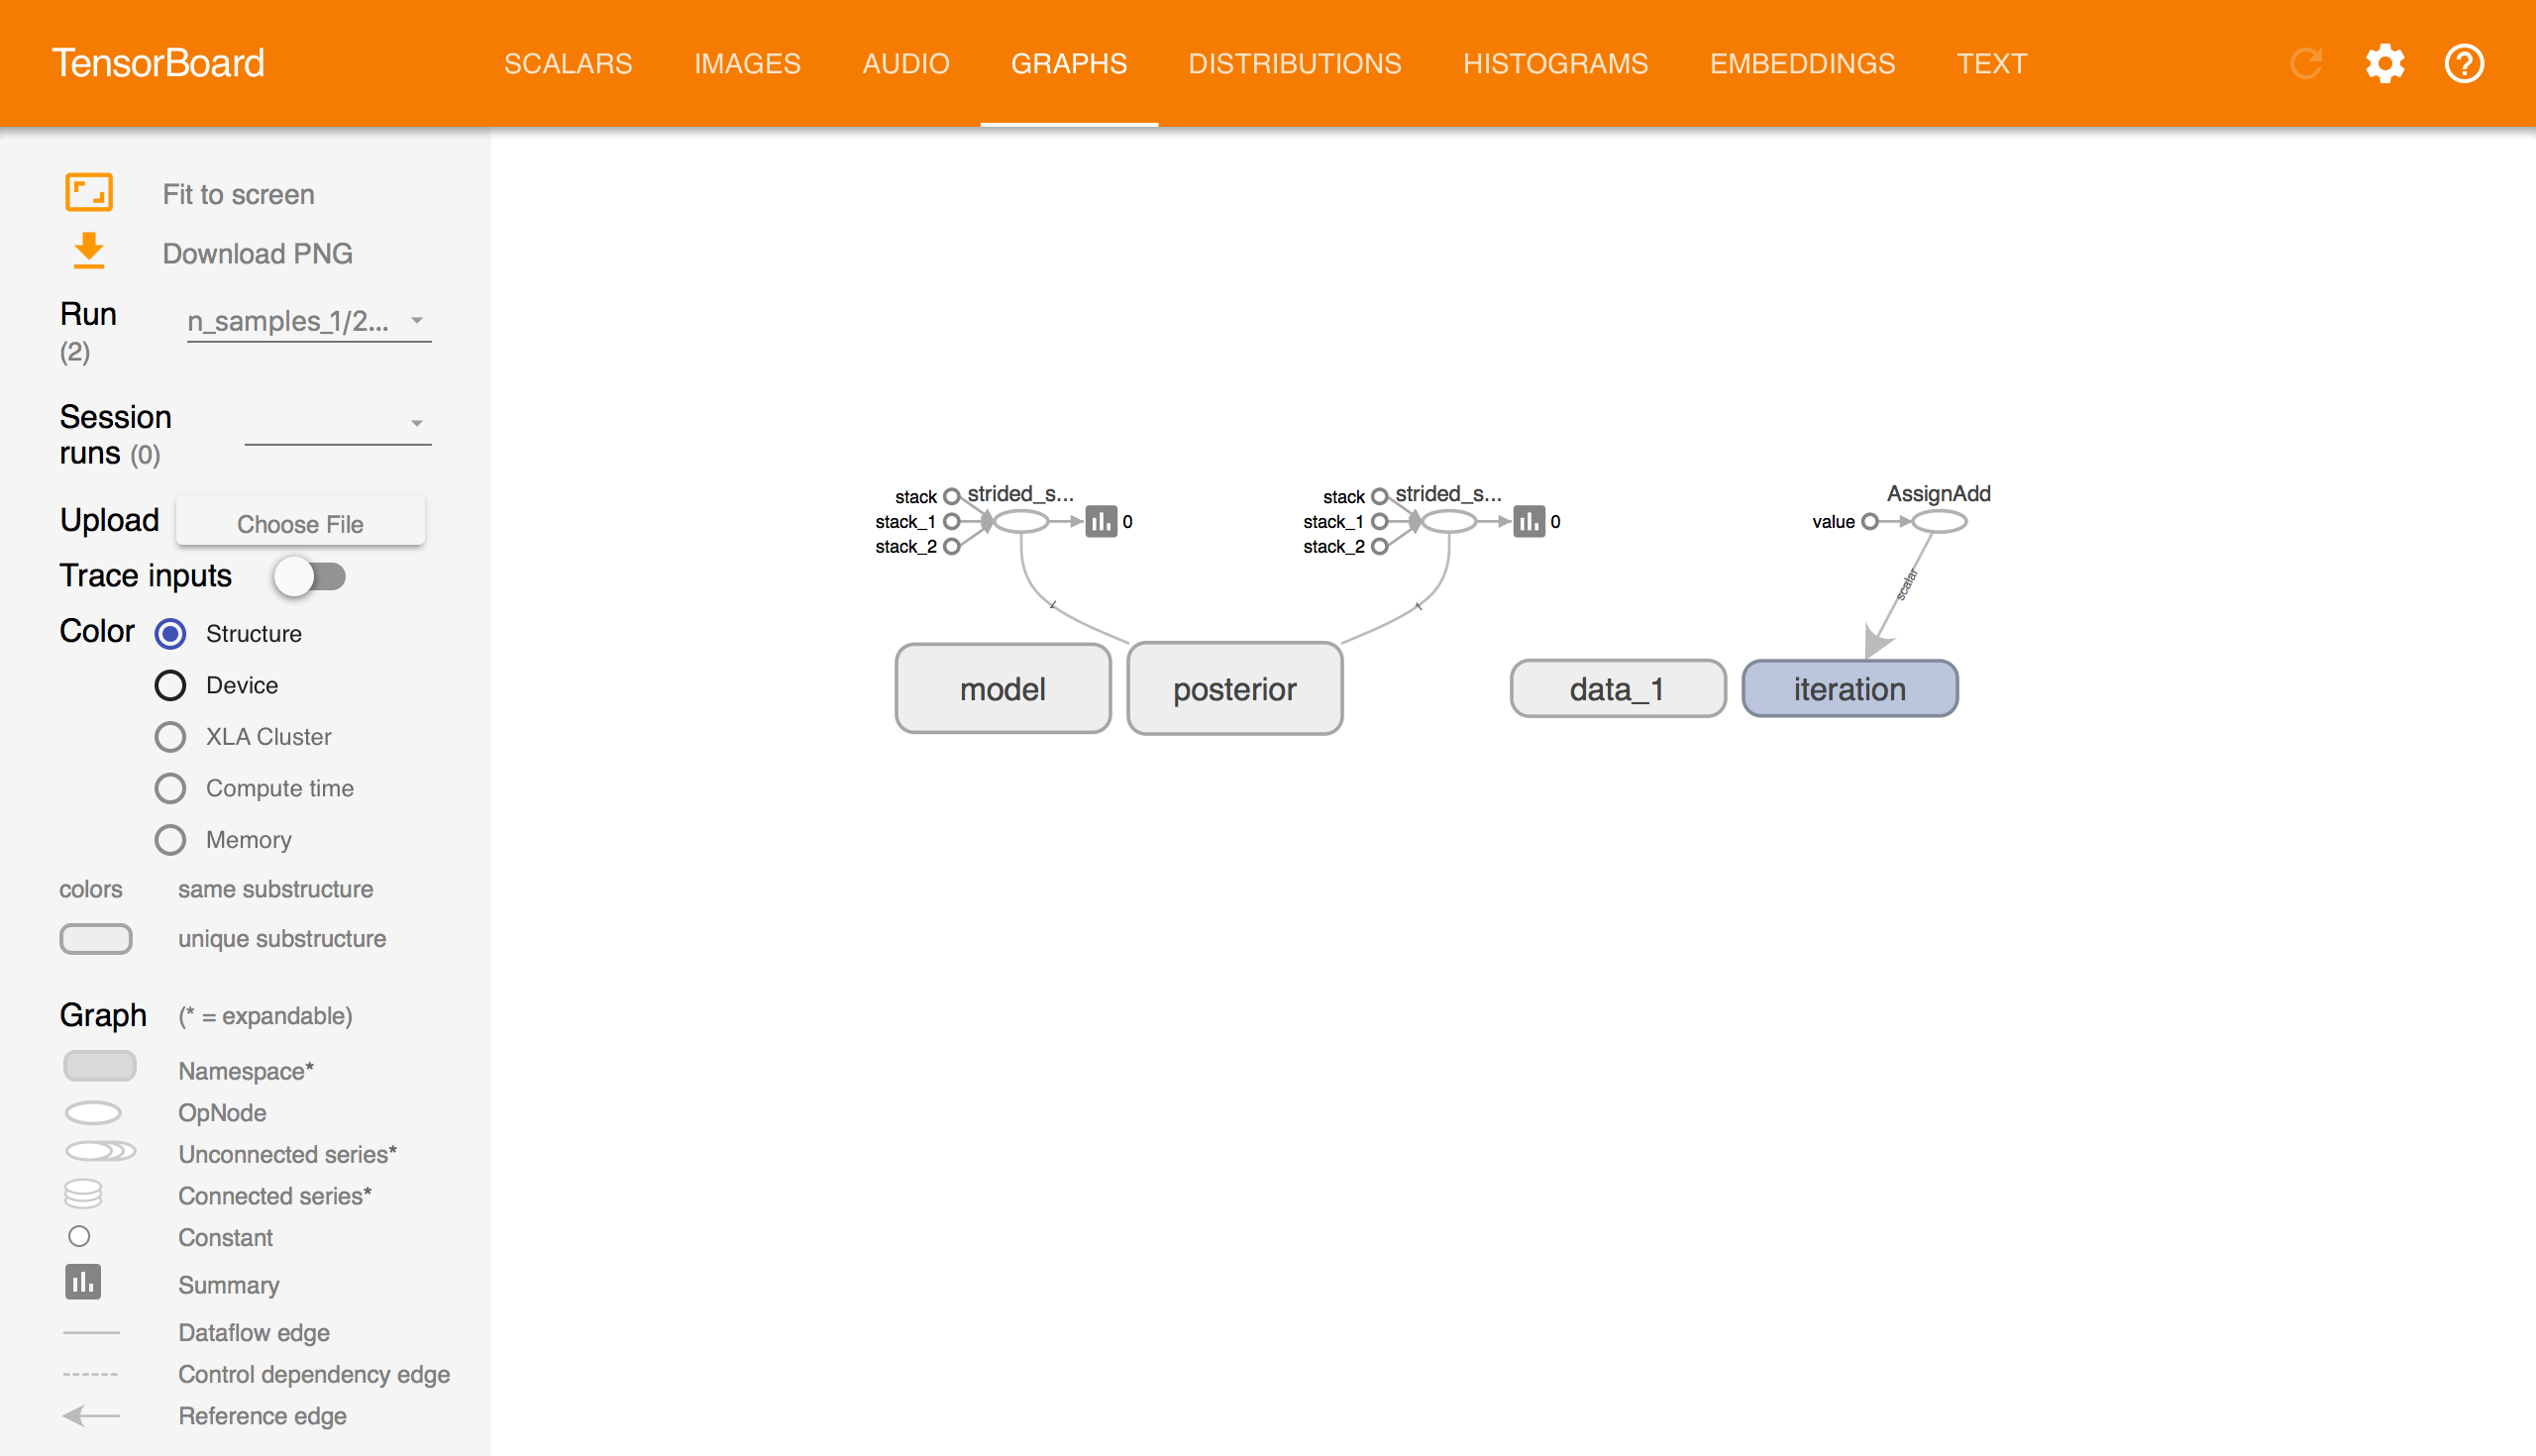 TensorBoard
SCALARS IMAGES AUDIO GRAPHS DISTRIBUTIONS HISTOGRAMS EMBEDDINGS TEXT
Fit to screen
Download PNG
Run
(2)
n_samples_1/2...
Session
runs (0)
Upload Choose File
Trace inputs
Color Structure
Device
XLA Cluster
Compute time
Memory
colors same substructure
unique substructure
Graph (* = expandable)
Namespace*
OpNode
Unconnected series*
Connected series*
Constant
Summary
Dataflow edge
Control dependency edge
Reference edge
stack strided_s...
stack_1 0
stack_2
stack strided_s...
stack_1 0
stack_2
AssignAdd
value
1
1
scalar
model
posterior
data_1
iteration